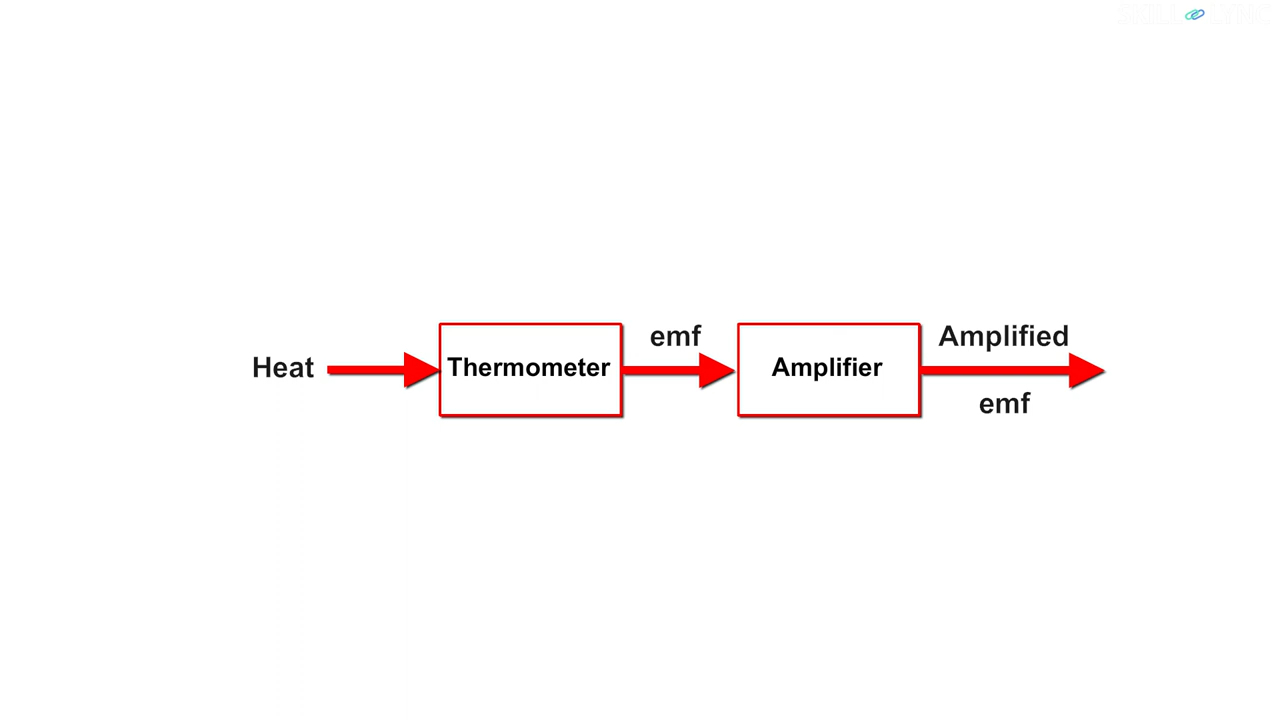 emf
Amplified
Heat
Thermometer
Amplifier
emf